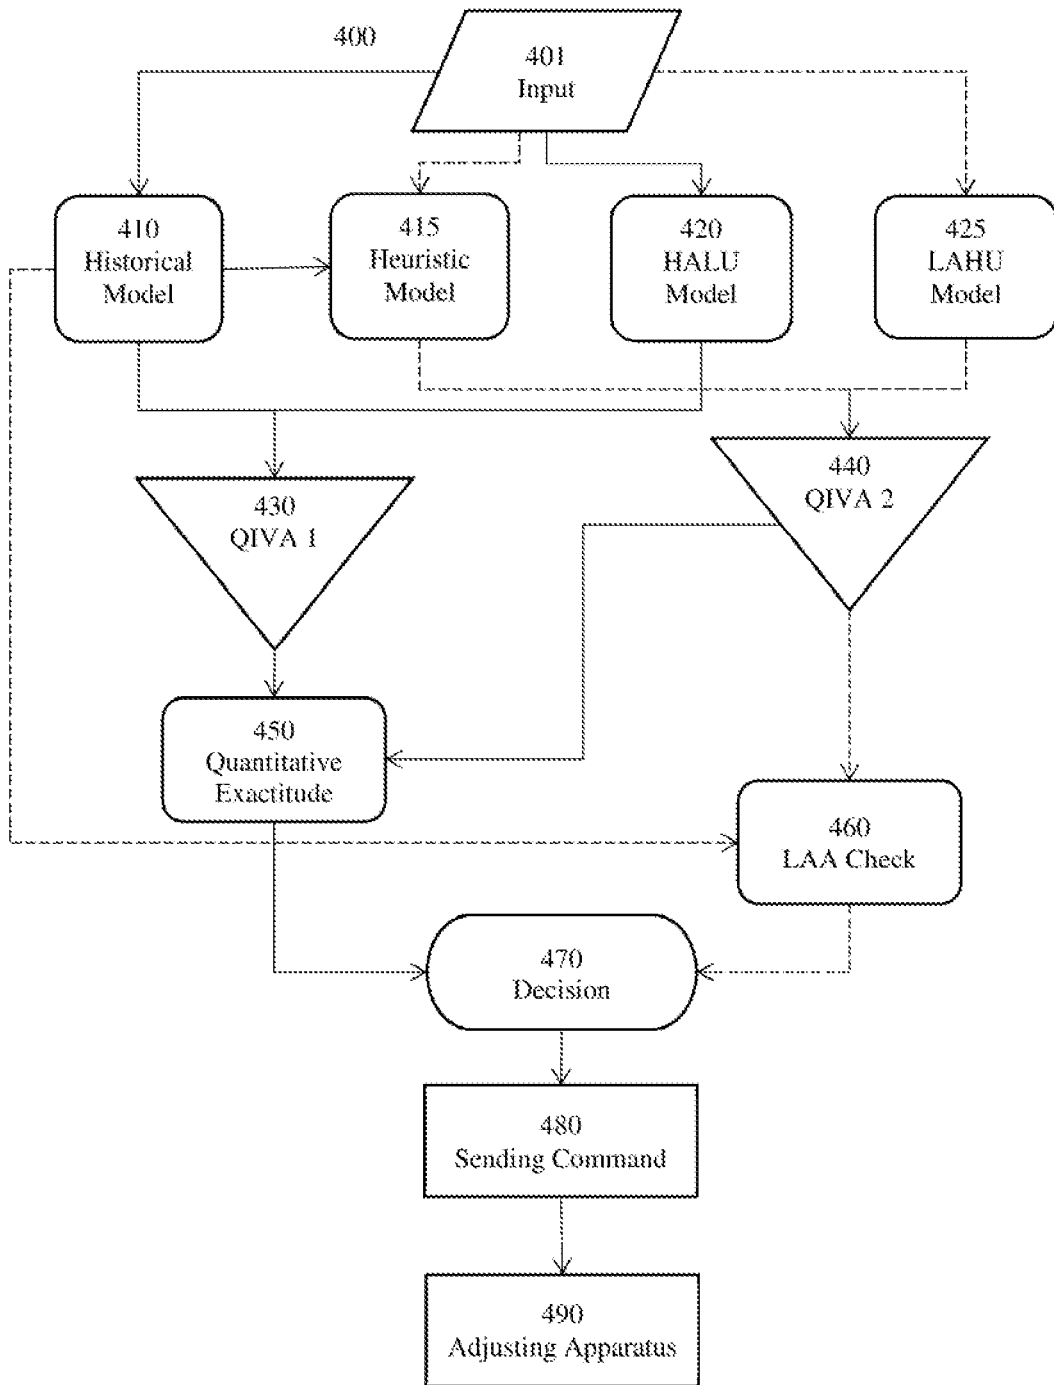 400
401
Input
410
Historical
Model
415
Heuristic
Model
420
HALU
Model
425
LAHU
Model
430
QIVA 1
440
QIVA 2
450
Quantitative
Exactitude
460
LAA Check
470
Decision
480
Sending Command
490
Adjusting Apparatus